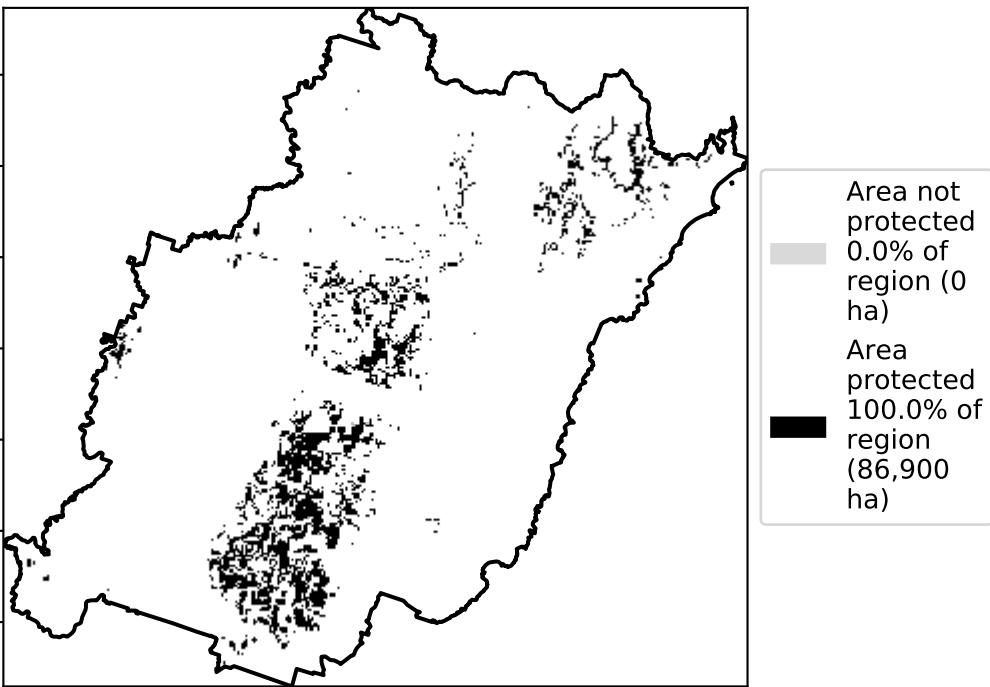 Area not
protected
0.0% of
region (0
ha)
Area
protected
100.0% of
region
(86,900
ha)